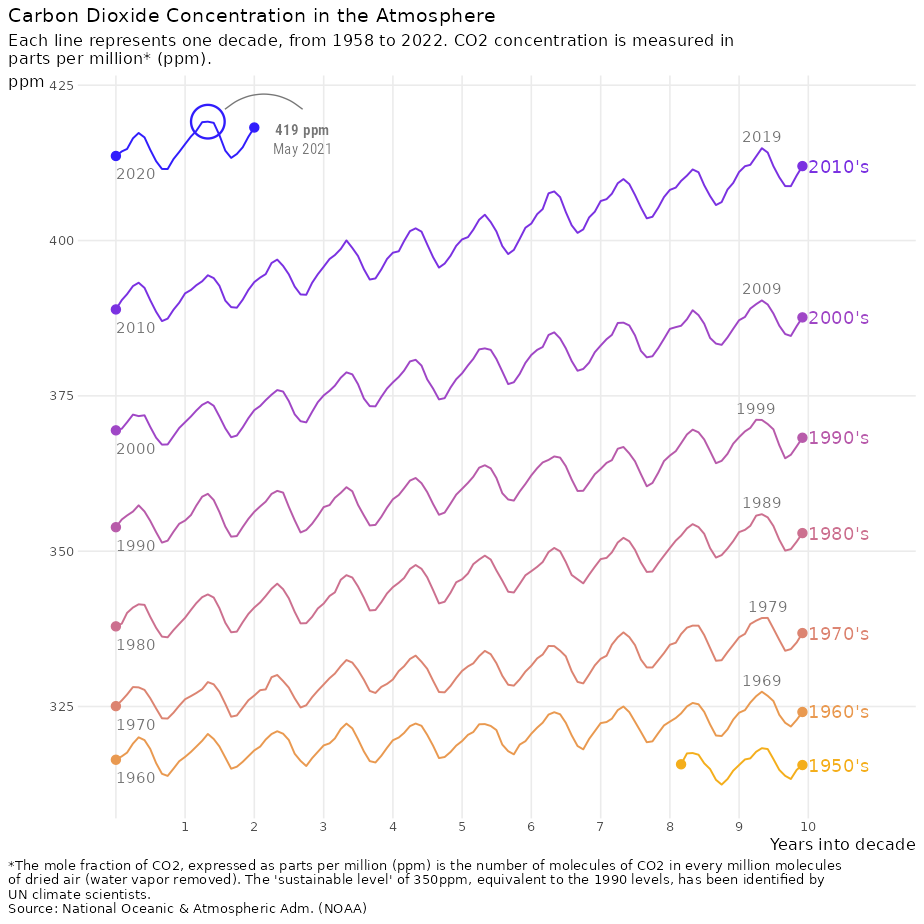 Carbon Dioxide Concentration in the Atmosphere
Each line represents one decade, from 1958 to 2022. CO2 concentration is measured in
parts per million* (ppm).
ppm
425
419 ppm
May 2021
2020
2019
2010's
400
2010
2009
2000's
375
2000
1999
1990's
350
1990
1989
1980's
1980
1979
1970's
325
1970
1969
1960's
1960
1950's
1 2 3 4 5 6 7 8 9 10
Years into decade
*The mole fraction of CO2, expressed as parts per million (ppm) is the number of molecules of CO2 in every million molecules
of dried air (water vapor removed). The 'sustainable level' of 350ppm, equivalent to the 1990 levels, has been identified by
UN climate scientists.
Source: National Oceanic & Atmospheric Adm. (NOAA)